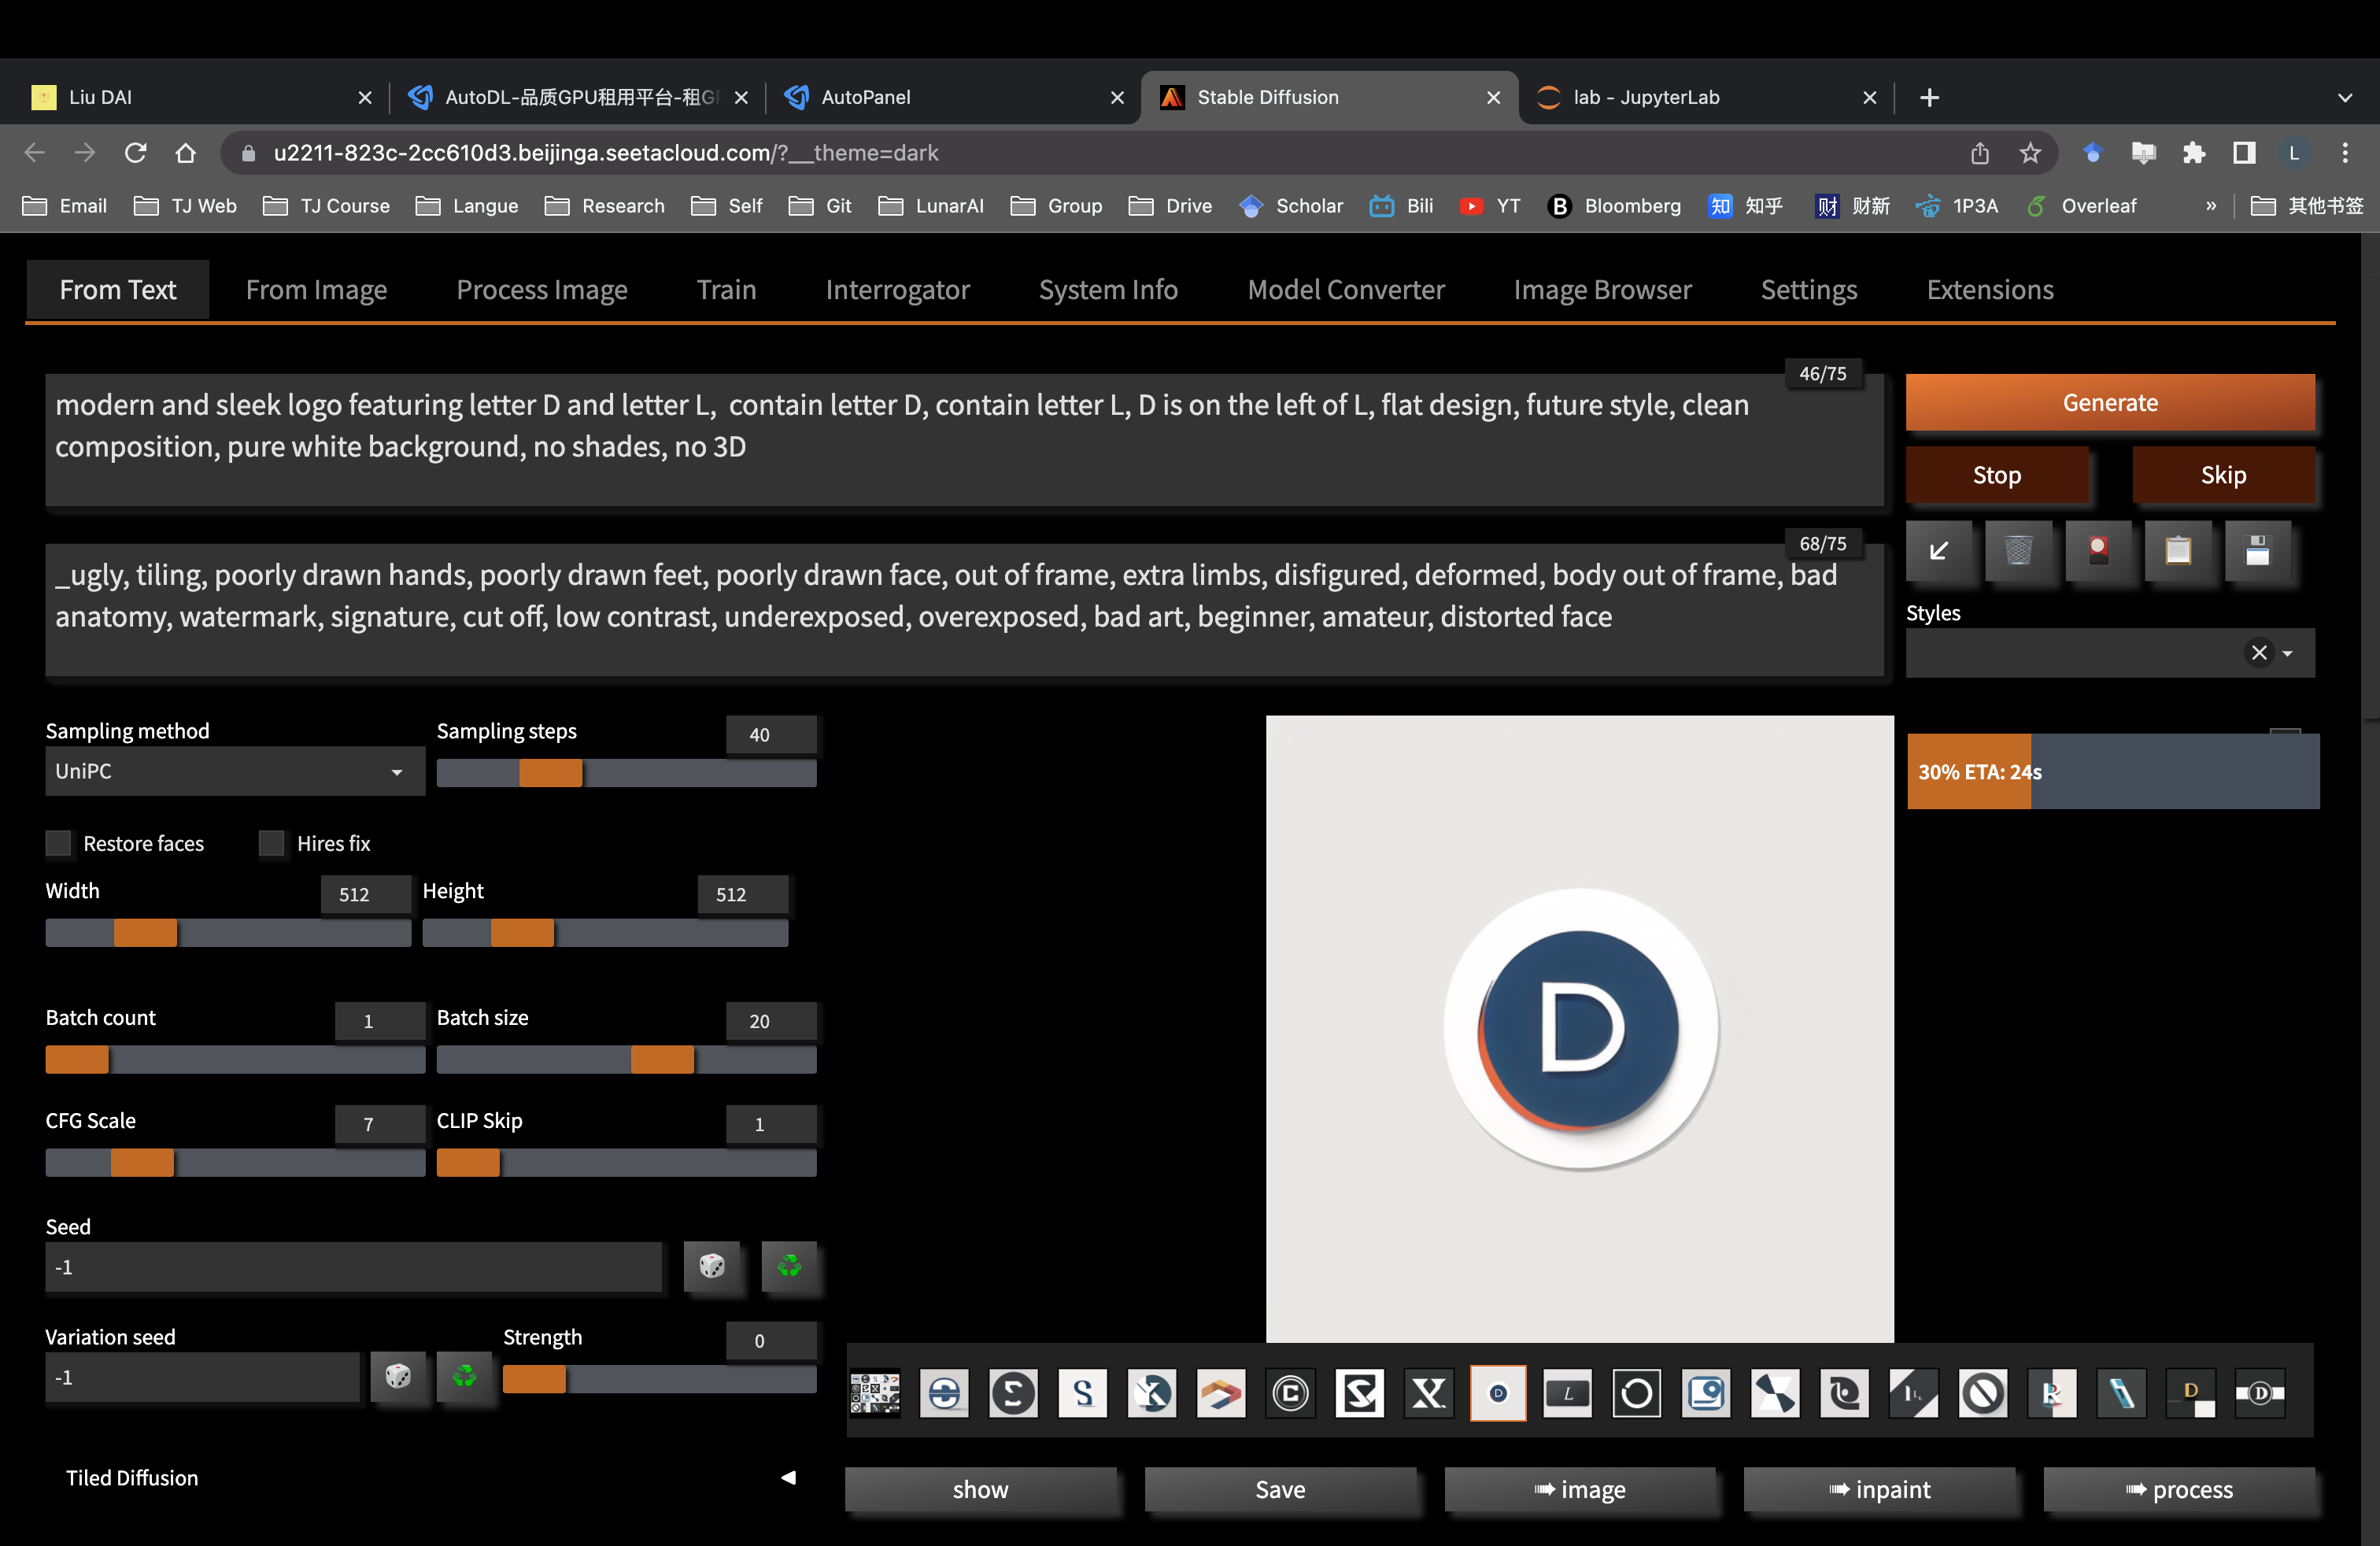 Liu DAI
AutoDL-品质GPU租用平台-租G
AutoPanel
Stable Diffusion
lab - JupyterLab
u2211-823c-2cc610d3.beijinga.seetacloud.com/?__theme=dark
L
Email TJ Web TJ Course Langue Research Self Git LunarAI Group Drive Scholar Bili YT B Bloomberg 知 知乎 财新 财新 1P3A Overleaf » 其他书签
From Text From Image Process Image Train Interrogator System Info Model Converter Image Browser Settings Extensions
46/75
modern and sleek logo featuring letter D and letter L, contain letter D, contain letter L, D is on the left of L, flat design, future style, clean
composition, pure white background, no shades, no 3D
Generate
Stop Skip
68/75
_ugly, tiling, poorly drawn hands, poorly drawn feet, poorly drawn face, out of frame, extra limbs, disfigured, deformed, body out of frame, bad
anatomy, watermark, signature, cut off, low contrast, underexposed, overexposed, bad art, beginner, amateur, distorted face
Styles
Sampling method
UniPC
Sampling steps 40
Restore faces Hires fix
Width 512 Height 512
Batch count 1 Batch size 20
CFG Scale 7 CLIP Skip 1
Seed
-1
Variation seed
-1
Strength 0
Tiled Diffusion
30% ETA: 24s
D
S K C X D L R D D
show Save ➠ image ➠ inpaint ➠ process